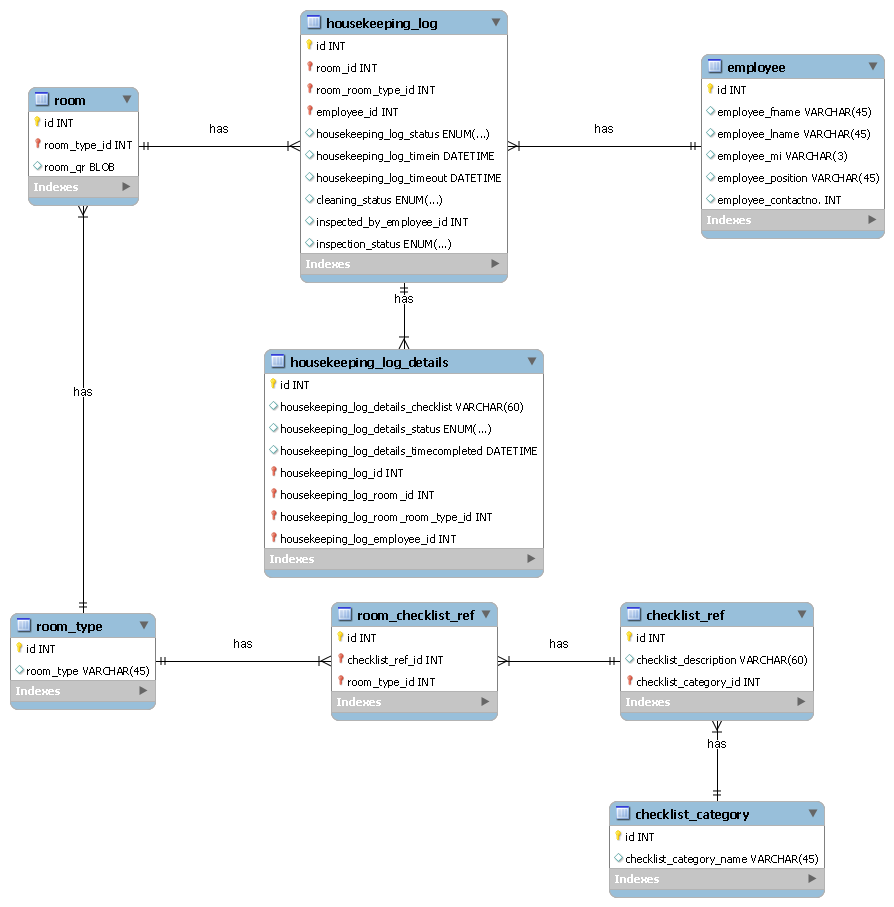 housekeeping_log
id INT
room_id INT
room_room_type_id INT
employee_id INT
housekeeping_log_status ENUM(...)
housekeeping_log_timein DATETIME
housekeeping_log_timeout DATETIME
cleaning_status ENUM(...)
inspected_by_employee_id INT
inspection_status ENUM(...)
Indexes
employee
id INT
employee_fname VARCHAR(45)
employee_lname VARCHAR(45)
employee_mi VARCHAR(3)
employee_position VARCHAR(45)
employee_contactno. INT
Indexes
room
id INT
room_type_id INT
room_qr BLOB
Indexes
has
has
has
has
housekeeping_log_details
id INT
housekeeping_log_details_checklist VARCHAR(60)
housekeeping_log_details_status ENUM(...)
housekeeping_log_details_timecompleted DATETIME
housekeeping_log_id INT
housekeeping_log_room_id INT
housekeeping_log_room_room_type_id INT
housekeeping_log_employee_id INT
Indexes
room_type
id INT
room_type VARCHAR(45)
Indexes
has
room_checklist_ref
id INT
checklist_ref_id INT
room_type_id INT
Indexes
has
checklist_ref
id INT
checklist_description VARCHAR(60)
checklist_category_id INT
Indexes
has
checklist_category
id INT
checklist_category_name VARCHAR(45)
Indexes